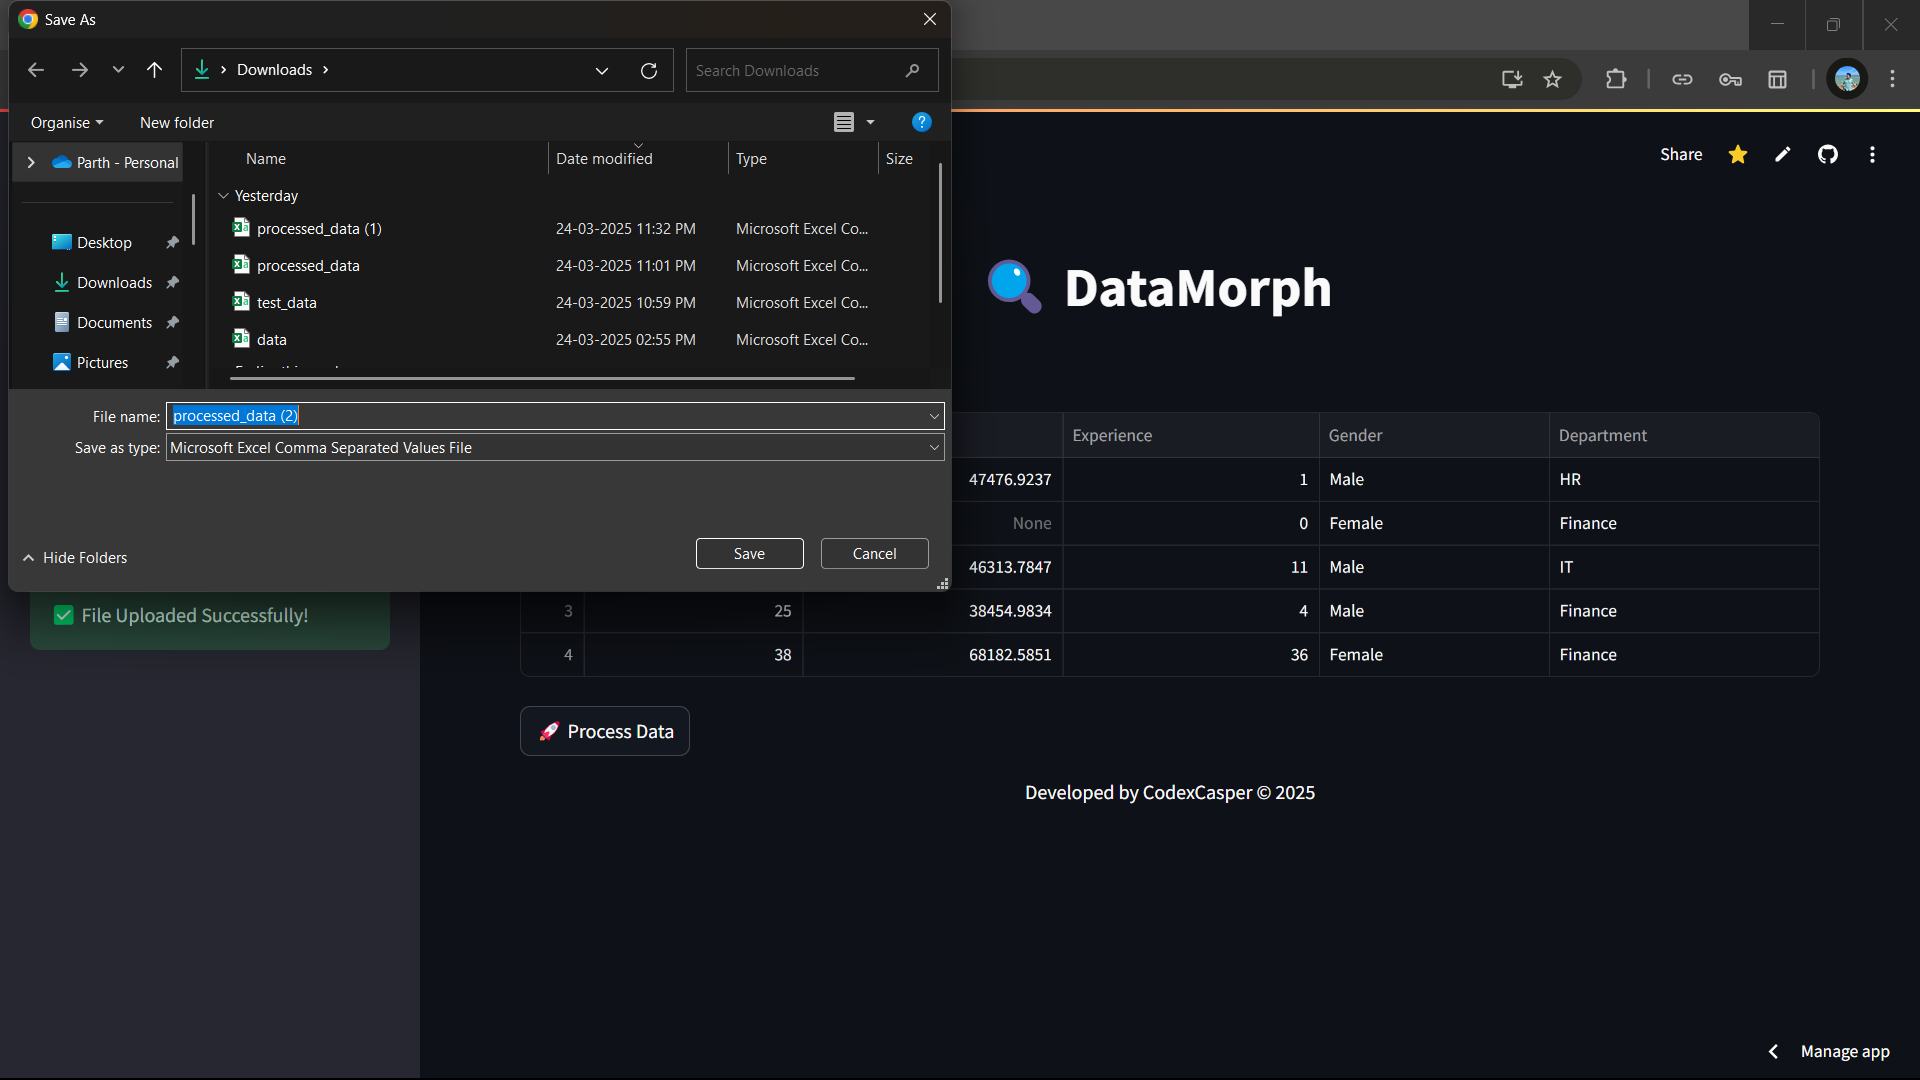 Save As
Downloads
Search Downloads
Organise
New folder
Parth - Personal
Desktop
Downloads
Documents
Pictures
Name Date modified Type Size
Yesterday
processed_data (1) 24-03-2025 11:32 PM Microsoft Excel Co...
processed_data 24-03-2025 11:01 PM Microsoft Excel Co...
test_data 24-03-2025 10:59 PM Microsoft Excel Co...
data 24-03-2025 02:55 PM Microsoft Excel Co...
File name: processed_data (2)
Save as type: Microsoft Excel Comma Separated Values File
Hide Folders
Save
Cancel
File Uploaded Successfully!
Share
DataMorph
Experience Gender Department
47476.9237 1 Male HR
None 0 Female Finance
46313.7847 11 Male IT
3 25 38454.9834 4 Male Finance
4 38 68182.5851 36 Female Finance
Process Data
Developed by CodexCasper © 2025
Manage app